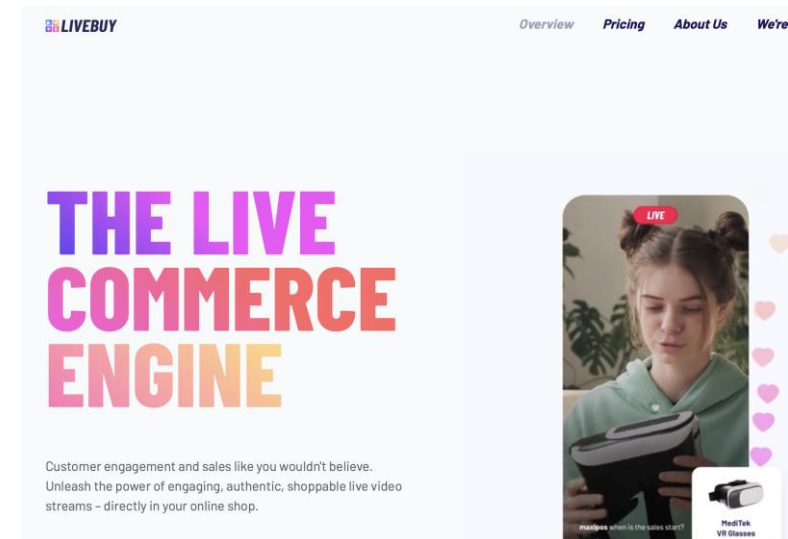 LIVEBUY
Overview Pricing About Us We're
THE LIVE
COMMERCE
ENGINE
LIVE
Customer engagement and sales like you wouldn't believe.
Unleash the power of engaging, authentic, shoppable live video
streams – directly in your online shop.
maxipos when is the sales start?
MediTek
VR Glasses